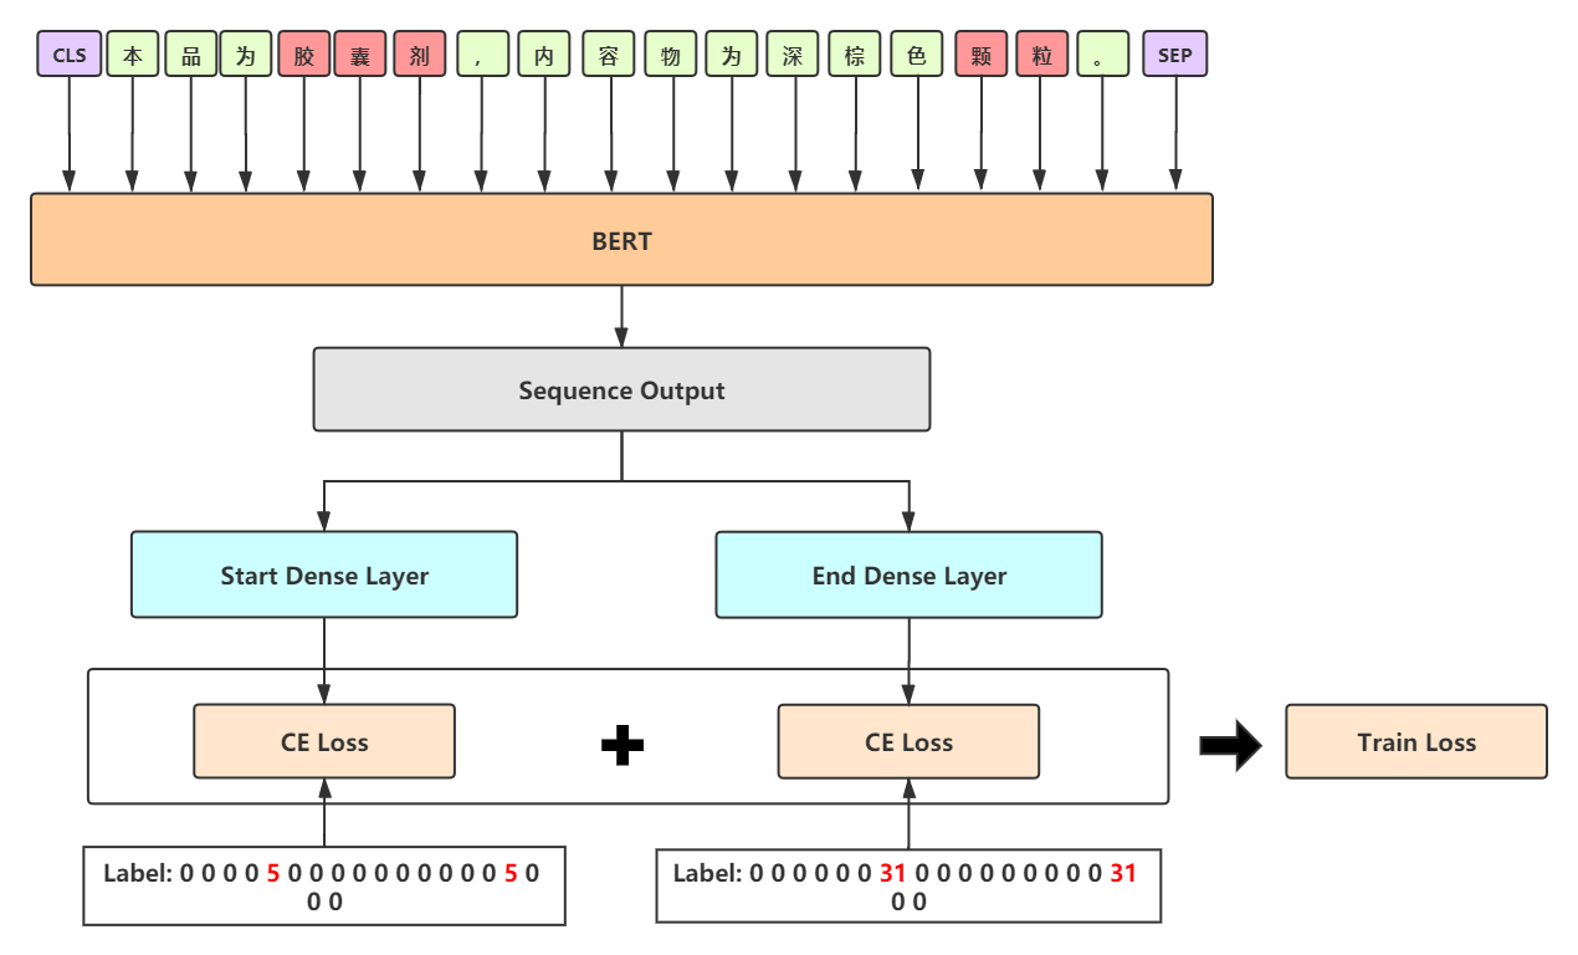 CLS 本 品 为 胶 囊 剂 , 内 容 物 为 深 棕 色 颗 粒 。 SEP
BERT
Sequence Output
Start Dense Layer
End Dense Layer
CE Loss
CE Loss
Train Loss
Label: 0 0 0 0 5 0 0 0 0 0 0 0 0 0 0 5 0
0 0
Label: 0 0 0 0 0 0 31 0 0 0 0 0 0 0 0 0 31
0 0